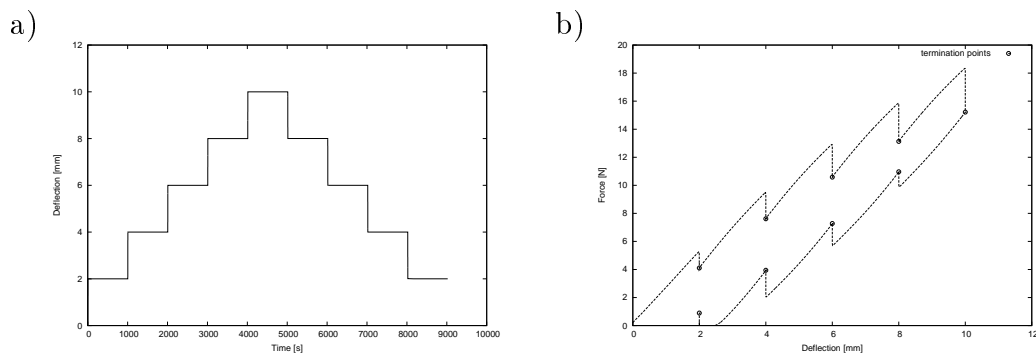 a)
12
10
8
6
4
2
0
Deflection [mm]
0 1000 2000 3000 4000 5000 6000 7000 8000 9000 10000
Time [s]
b)
20
18
16
14
12
10
8
6
4
2
0
Force [N]
termination points
0 2 4 6 8 10 12
Deflection [mm]